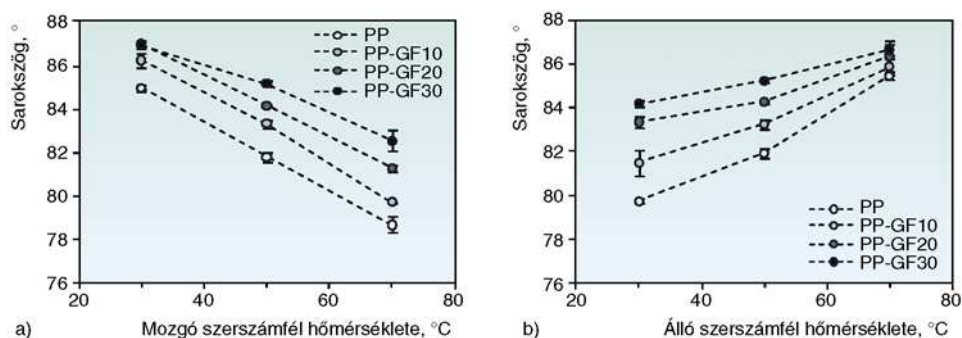 Sarokszög, °
88
86
84
82
80
78
76
PP
PP-GF10
PP-GF20
PP-GF30
20
40
60
80
a)
Mozgó szerszámfél hőmérséklete, °C
Sarokszög, °
88
86
84
82
80
78
76
PP
PP-GF10
PP-GF20
PP-GF30
20
40
60
80
b)
Álló szerszámfél hőmérséklete, °C